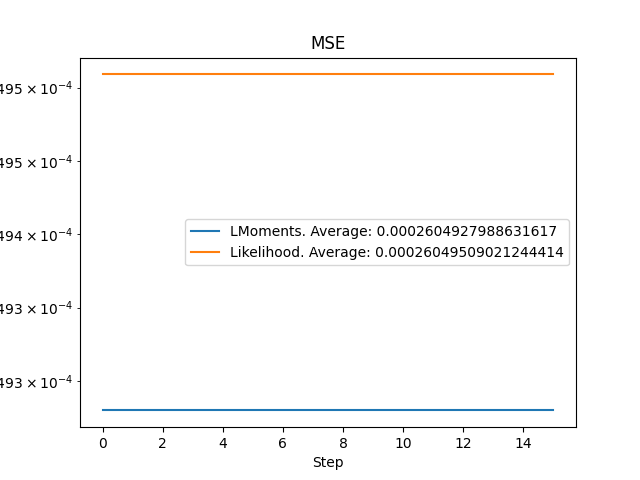 MSE
495 × 10⁻⁴
495 × 10⁻⁴
494 × 10⁻⁴
493 × 10⁻⁴
493 × 10⁻⁴
LMoments. Average: 0.0002604927988631617
Likelihood. Average: 0.00026049509021244414
0 2 4 6 8 10 12 14
Step